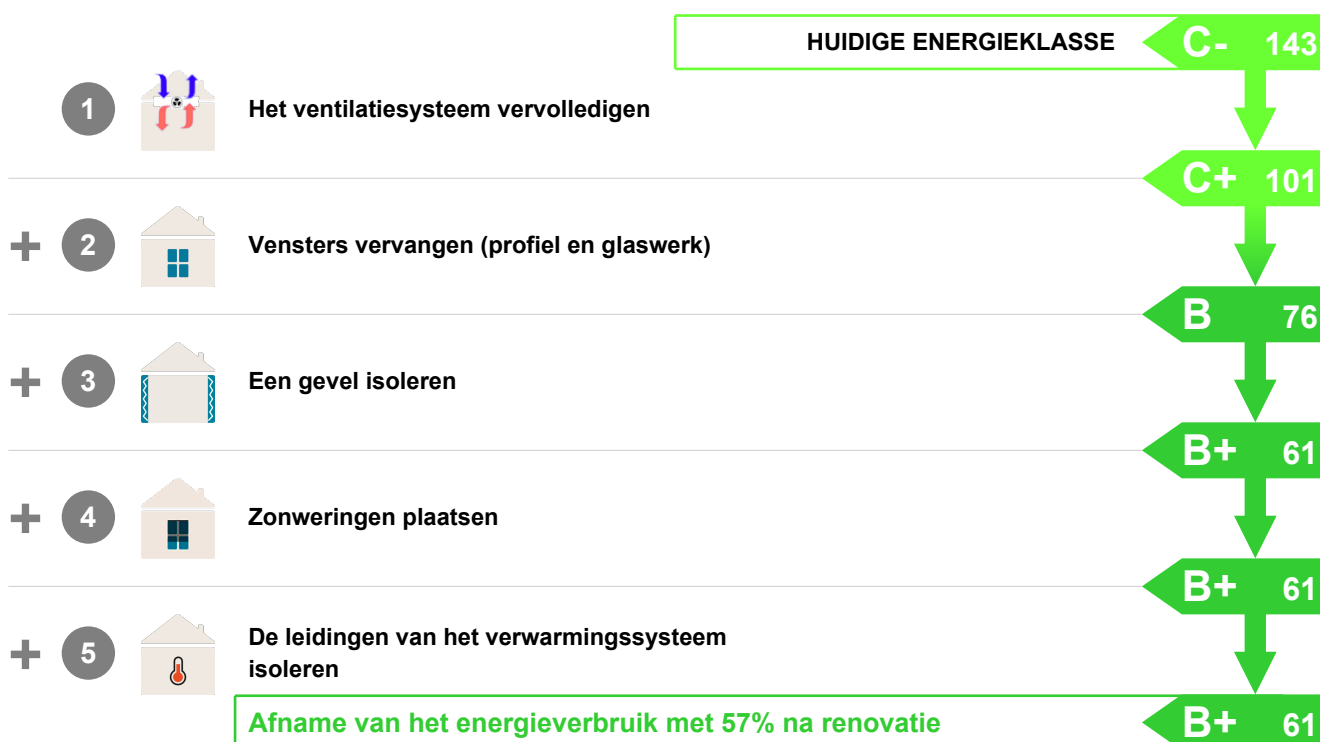 HUIDIGE ENERGIEKLASSE C- 143
1 Het ventilatiesysteem vervolledigen
C+ 101
+ 2 Vensters vervangen (profiel en glaswerk)
B 76
+ 3 Een gevel isoleren
B+ 61
+ 4 Zonweringen plaatsen
B+ 61
+ 5 De leidingen van het verwarmingssysteem
isoleren
Afname van het energieverbruik met 57% na renovatie B+ 61